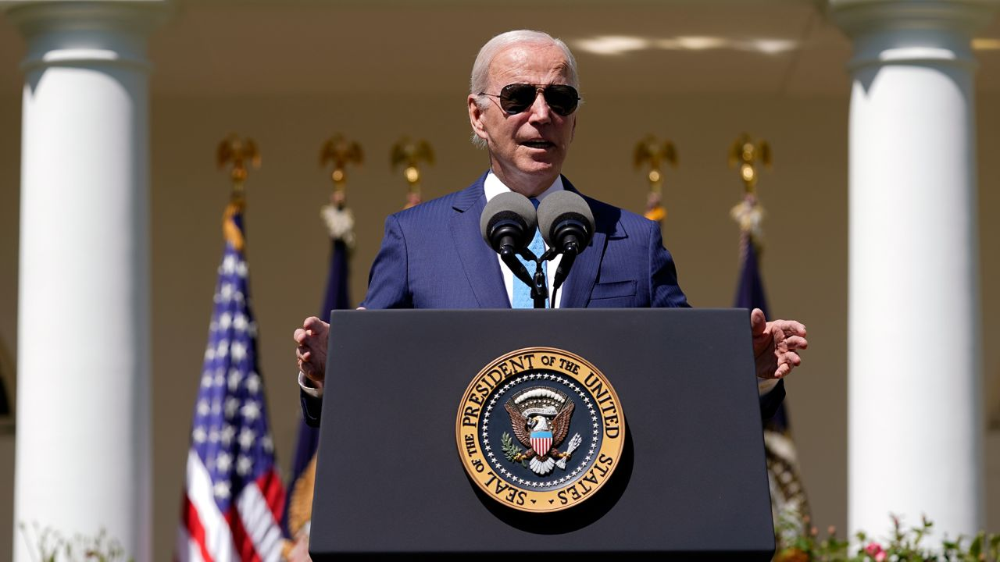 SEAL OF THE PRESIDENT OF THE UNITED STATES